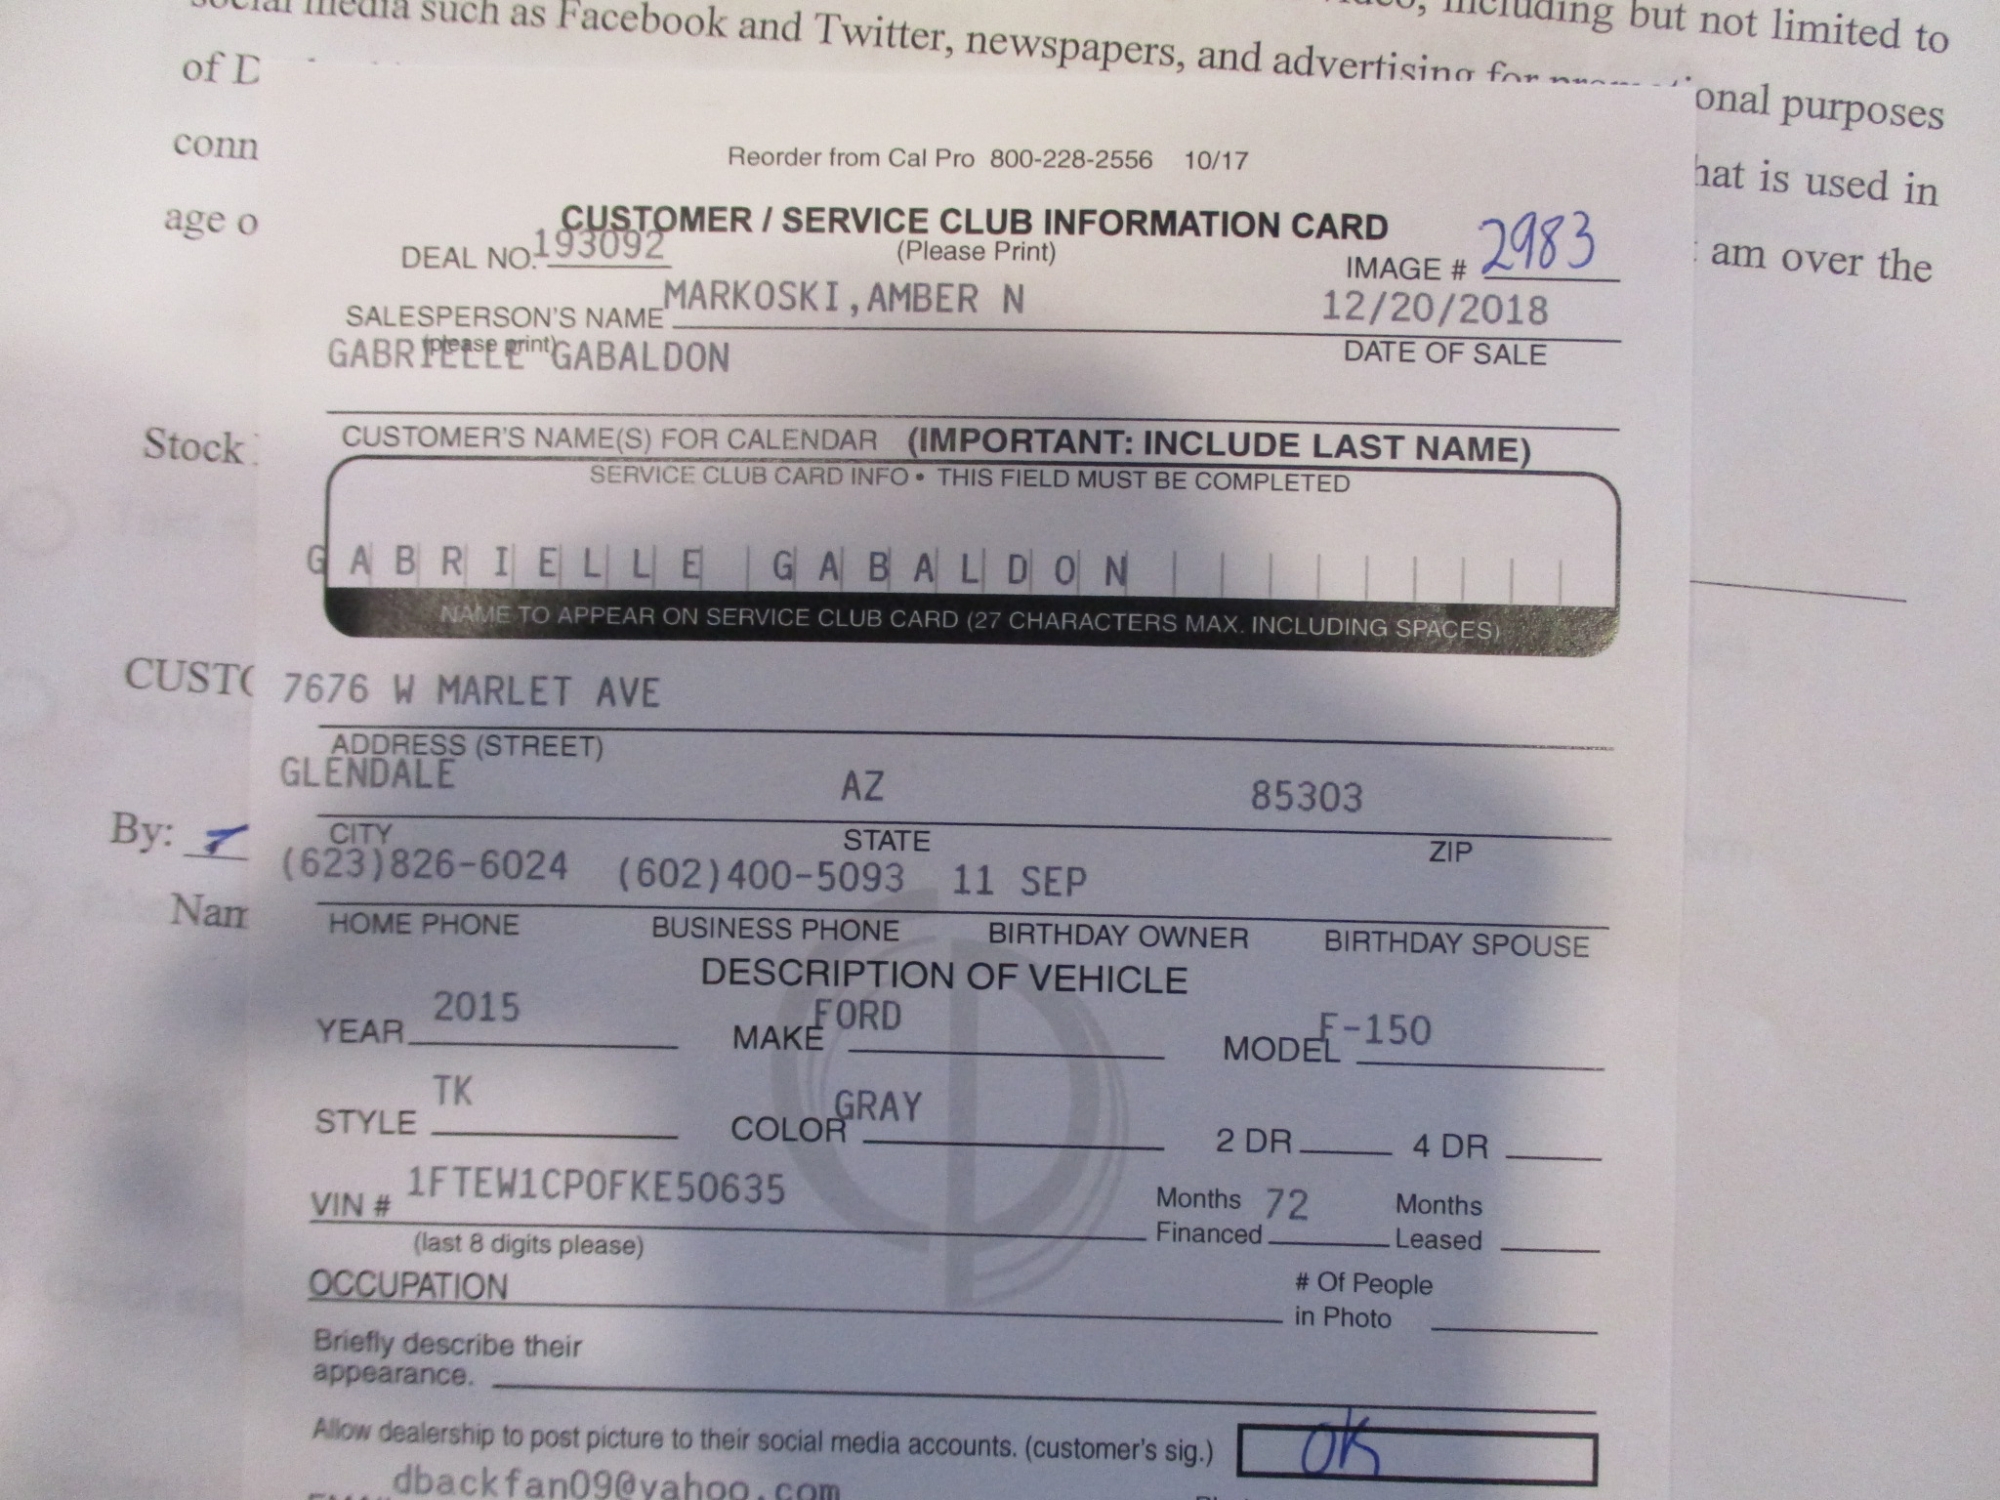 social media such as Facebook and Twitter, newspapers, and advertising for including but not limited to
of onal purposes
conn hat is used in
age o am over the
Reorder from Cal Pro 800-228-2556 10/17
CUSTOMER / SERVICE CLUB INFORMATION CARD
DEAL NO. 193092 (Please Print) IMAGE # 2983
SALESPERSON'S NAME MARKOSKI,AMBER N 12/20/2018
(please print) DATE OF SALE
GABRIELLE GABALDON
Stock
CUSTOMER'S NAME(S) FOR CALENDAR (IMPORTANT: INCLUDE LAST NAME)
SERVICE CLUB CARD INFO • THIS FIELD MUST BE COMPLETED
GABRIELLE GABALDON
NAME TO APPEAR ON SERVICE CLUB CARD (27 CHARACTERS MAX. INCLUDING SPACES)
CUSTO
7676 W MARLET AVE
ADDRESS (STREET)
GLENDALE AZ 85303
By:
CITY STATE ZIP
(623)826-6024 (602)400-5093 11 SEP
Nam
HOME PHONE BUSINESS PHONE BIRTHDAY OWNER BIRTHDAY SPOUSE
DESCRIPTION OF VEHICLE
YEAR 2015 MAKE FORD MODEL F-150
STYLE TK COLOR GRAY 2 DR 4 DR
VIN # 1FTEW1CP0FKE50635 Months Financed 72 Months Leased
(last 8 digits please)
OCCUPATION # Of People in Photo
Briefly describe their
appearance.
Allow dealership to post picture to their social media accounts. (customer's sig.) OK
dbackfan09@yahoo.com